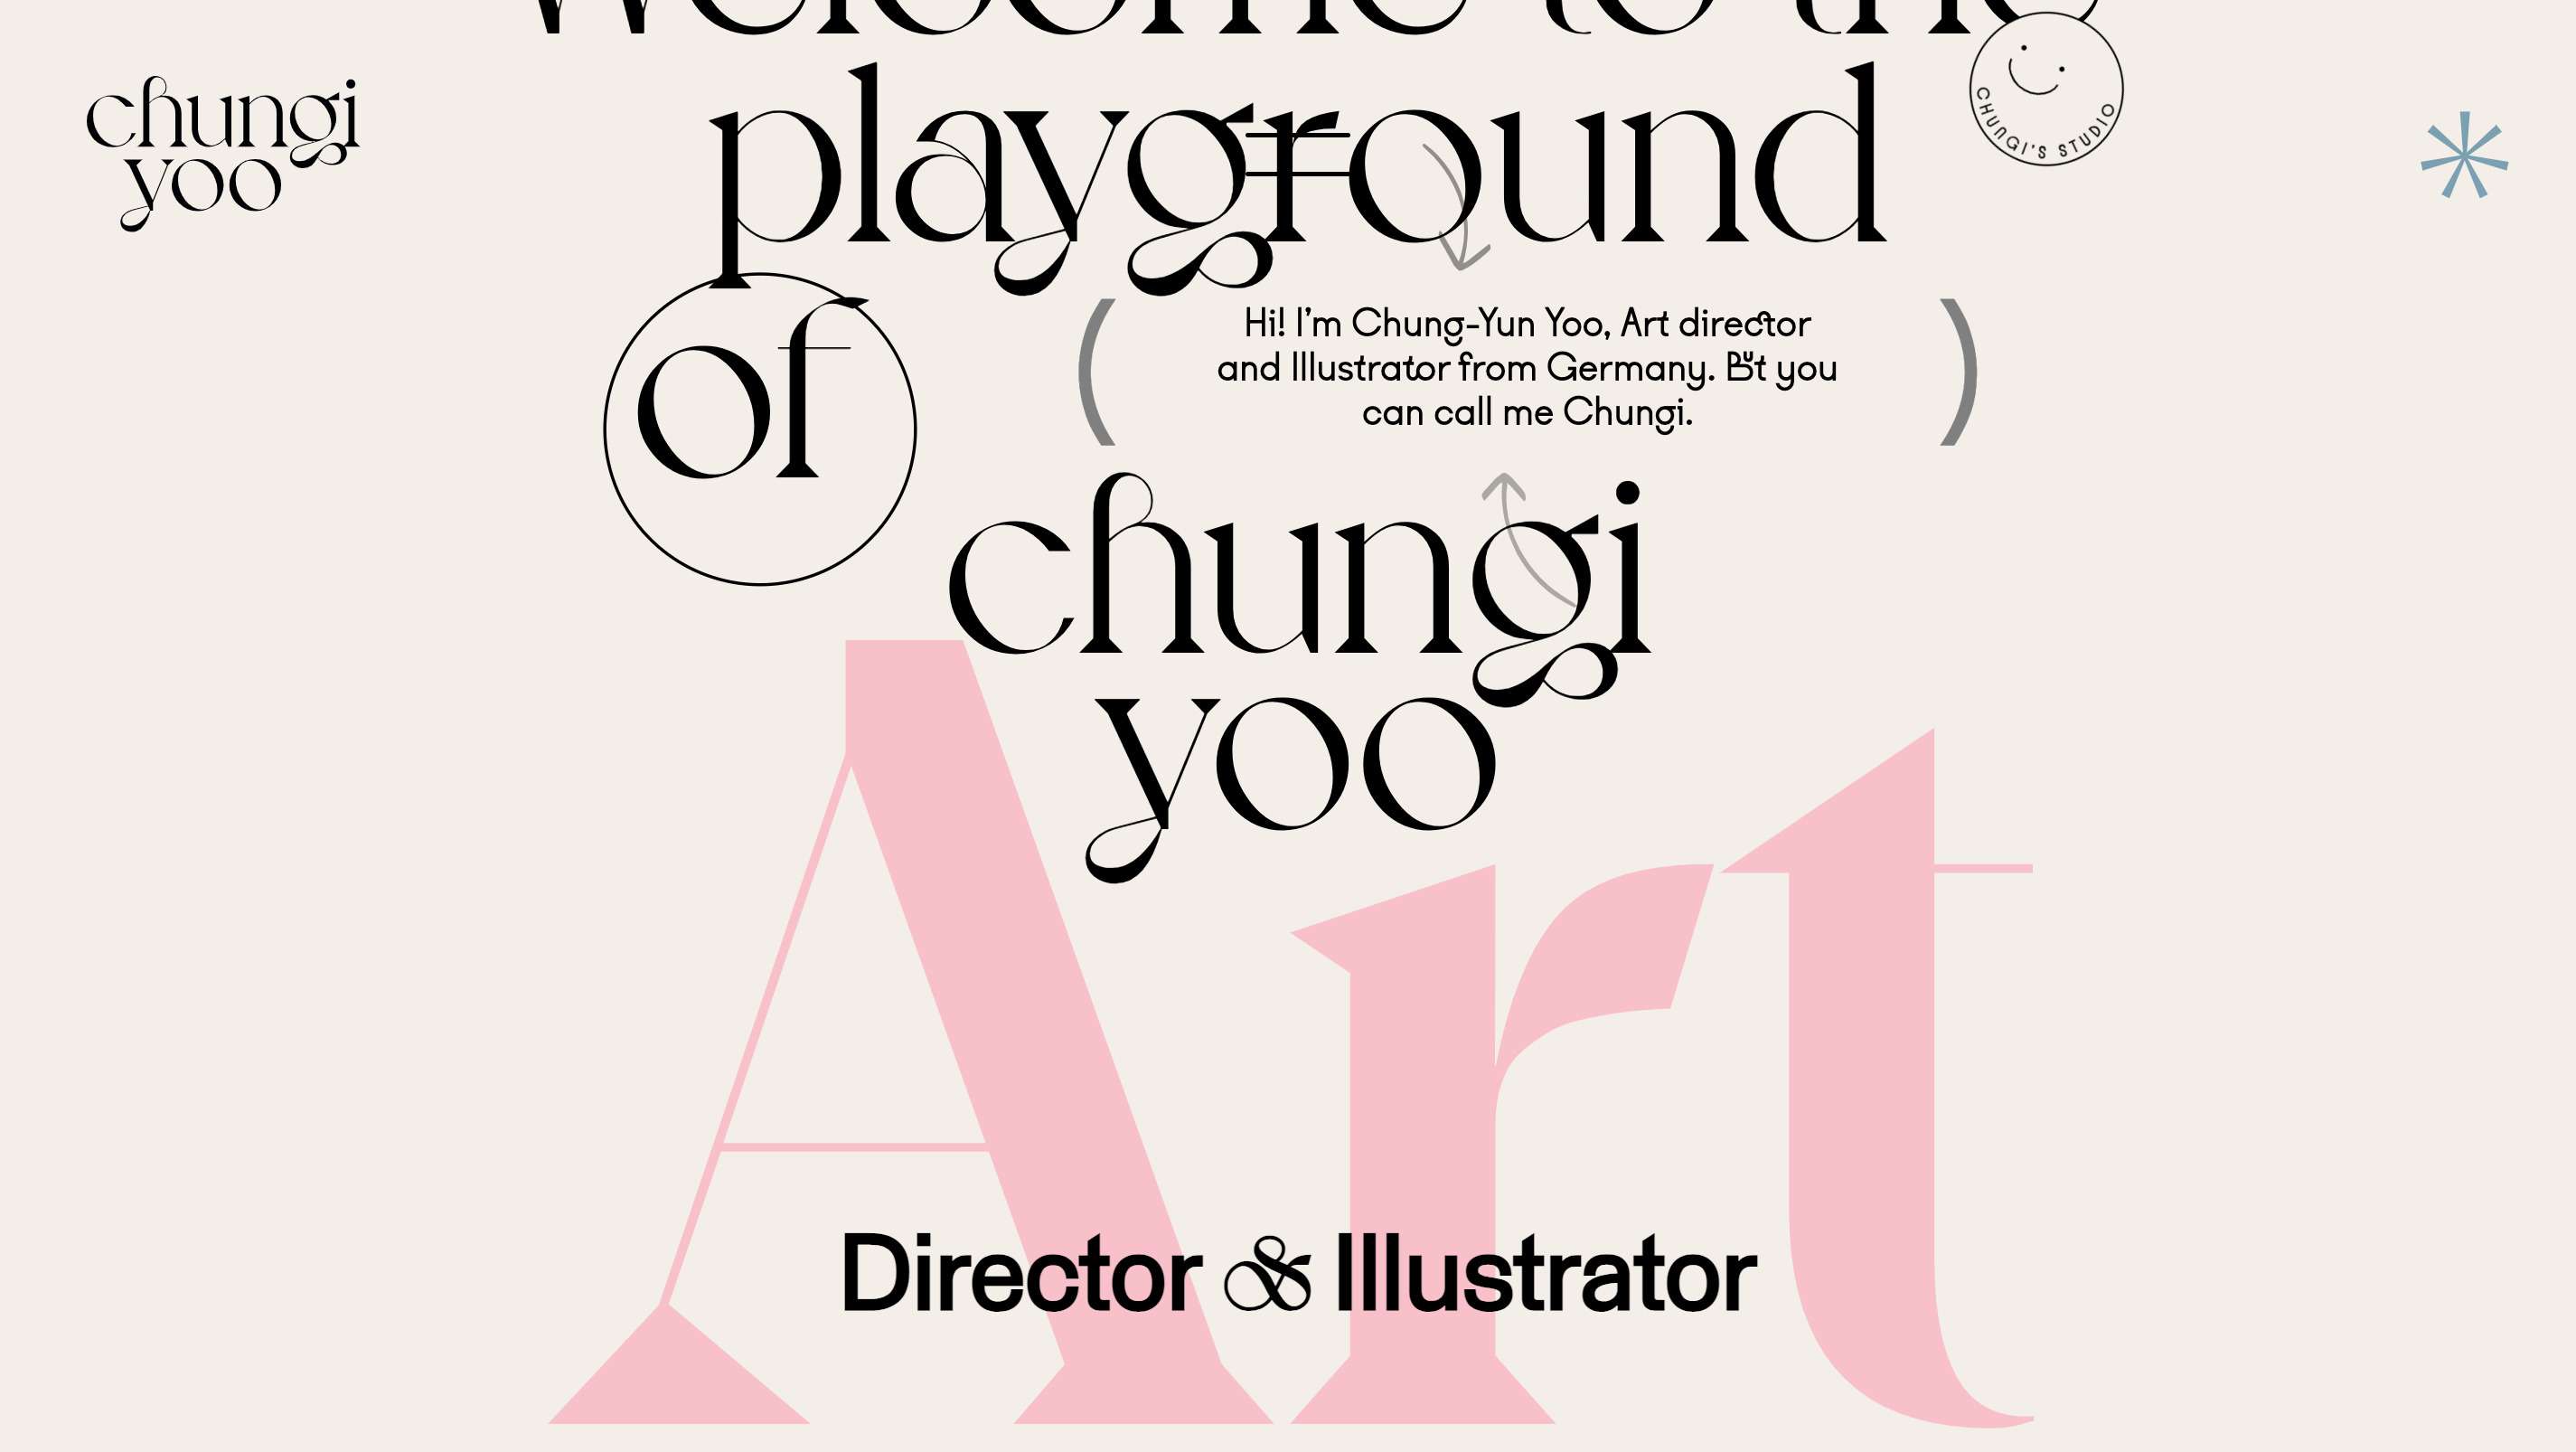 Welcome to the
chungi
yoo
playground
CHUNGI'S STUDIO
of
Hi! I'm Chung-Yun Yoo, Art director
and Illustrator from Germany. But you
can call me Chungi.
chungi
yoo
Art
Director & Illustrator